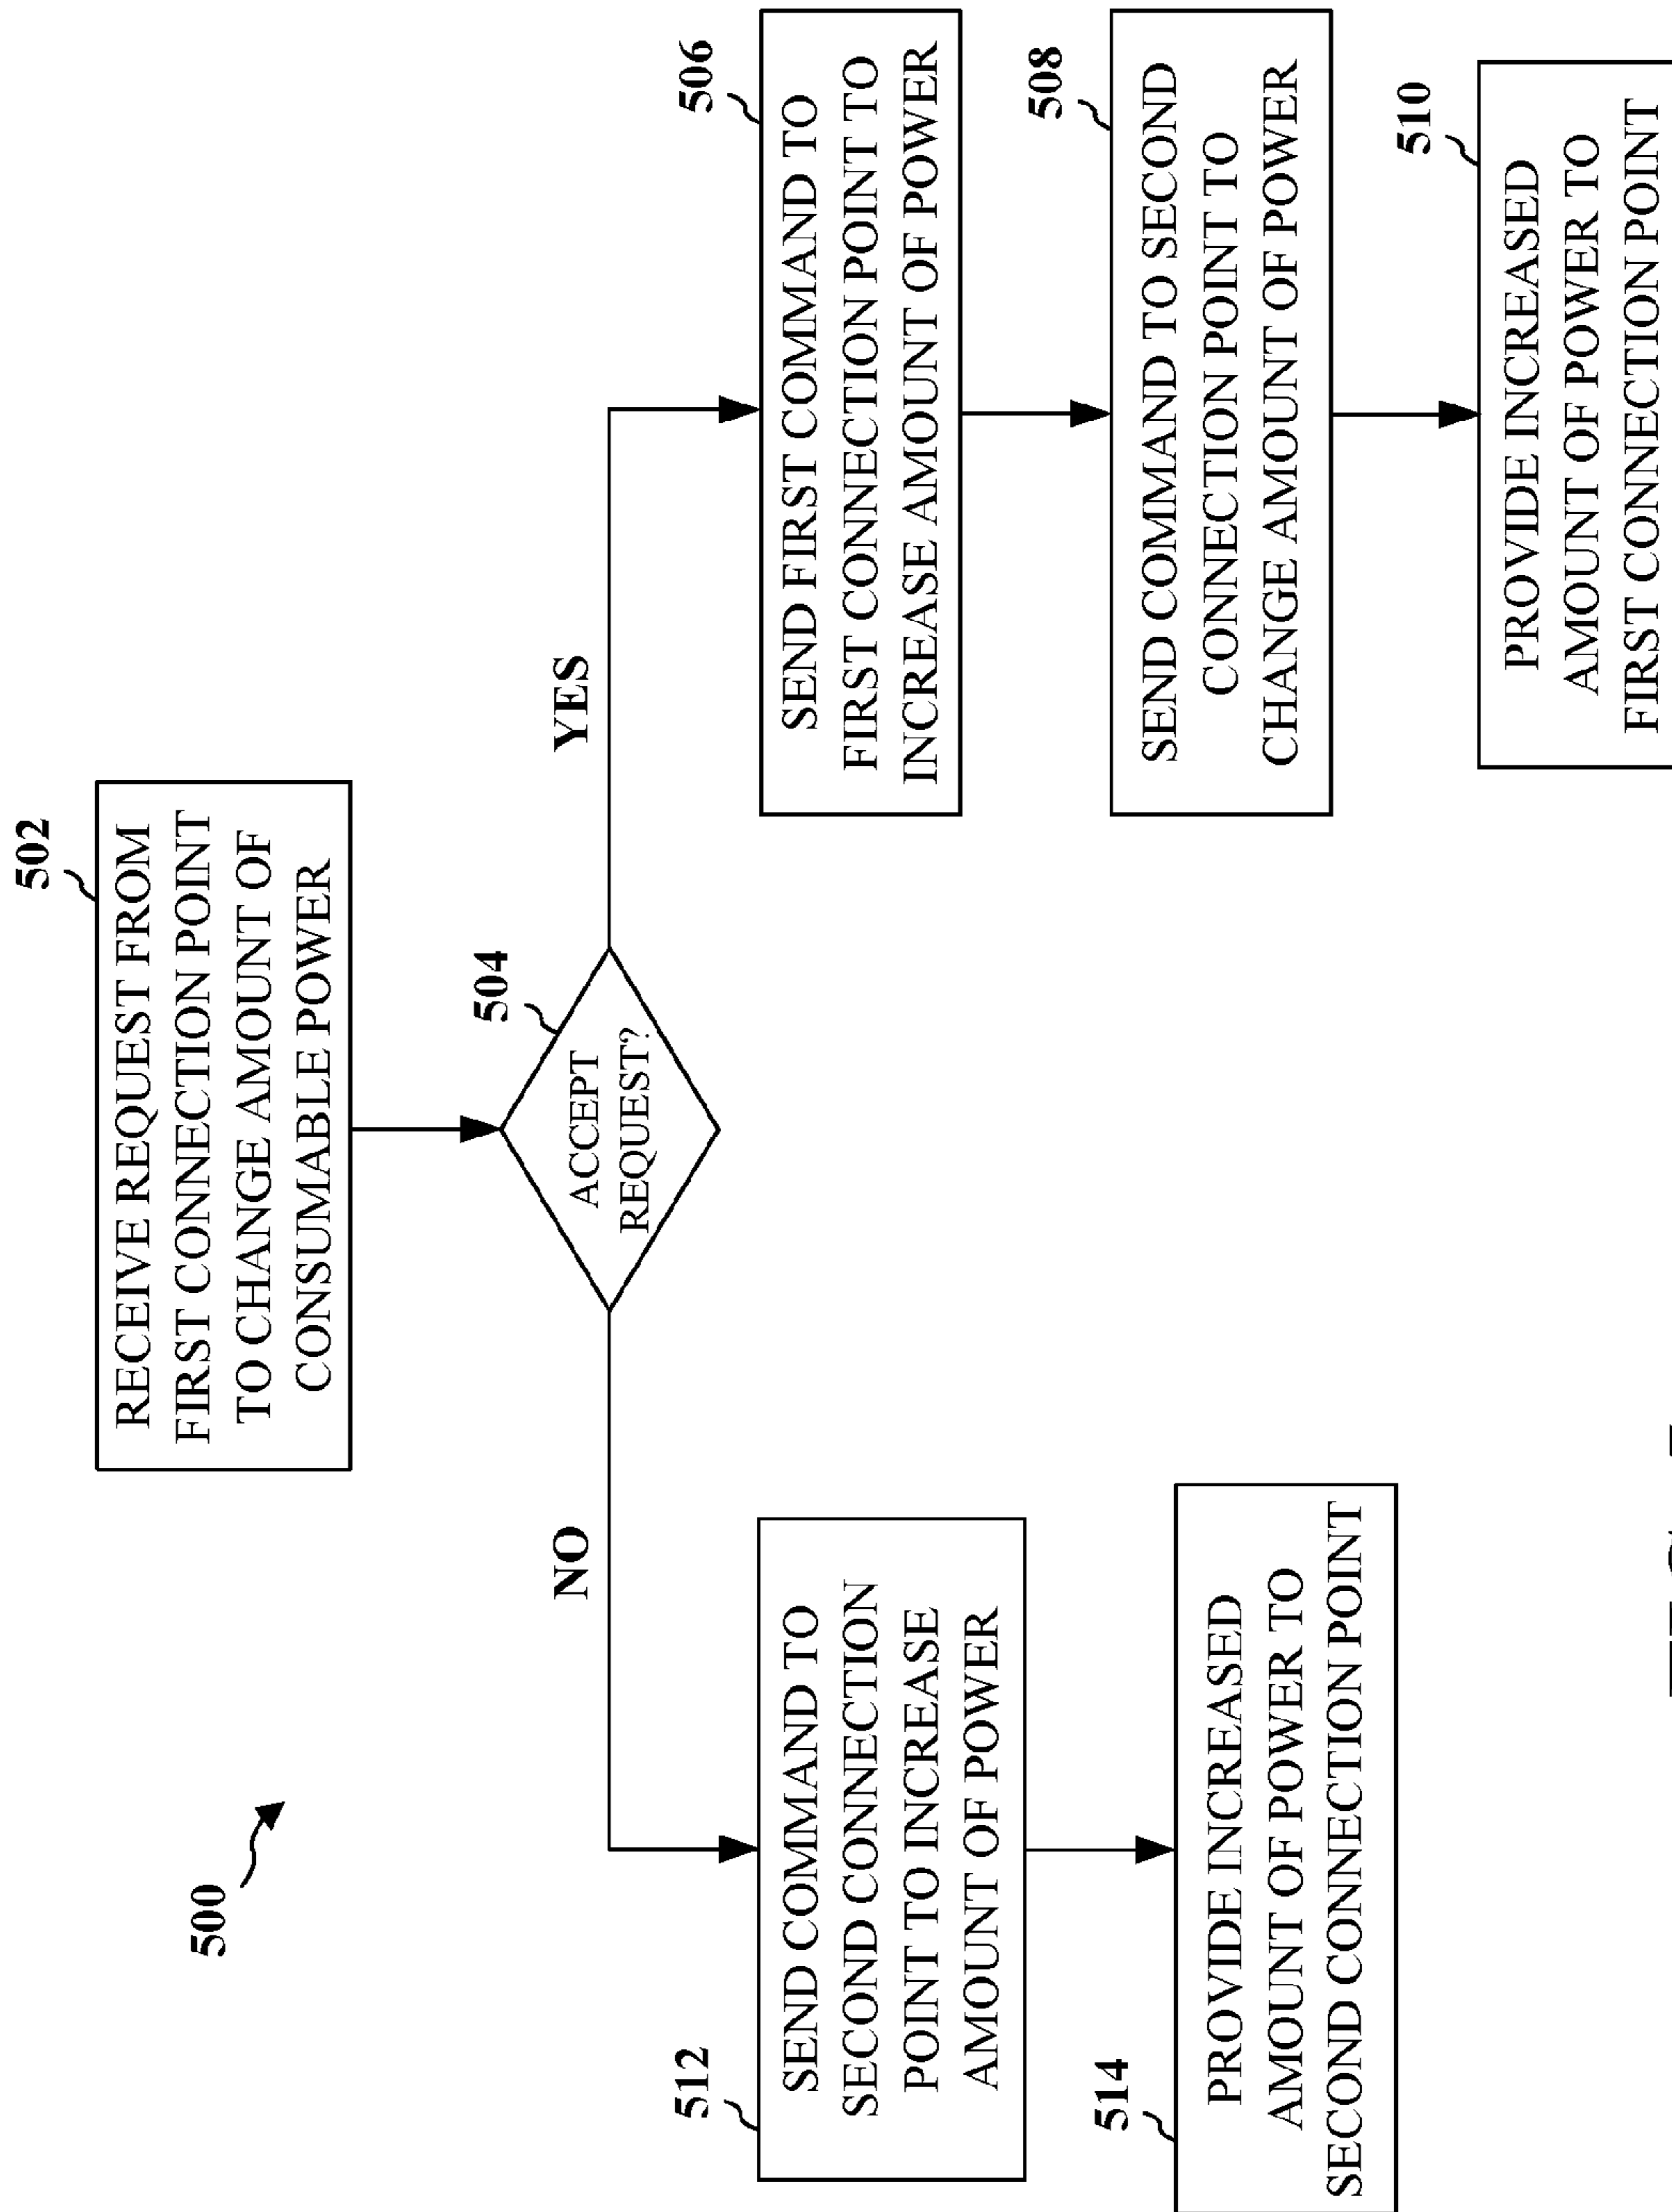 500
502
RECEIVE REQUEST FROM
FIRST CONNECTION POINT
TO CHANGE AMOUNT OF
CONSUMABLE POWER
504
ACCEPT
REQUEST?
NO
YES
512
SEND COMMAND TO
SECOND CONNECTION
POINT TO INCREASE
AMOUNT OF POWER
514
PROVIDE INCREASED
AMOUNT OF POWER TO
SECOND CONNECTION POINT
506
SEND FIRST COMMAND TO
FIRST CONNECTION POINT TO
INCREASE AMOUNT OF POWER
508
SEND COMMAND TO SECOND
CONNECTION POINT TO
CHANGE AMOUNT OF POWER
510
PROVIDE INCREASED
AMOUNT OF POWER TO
FIRST CONNECTION POINT